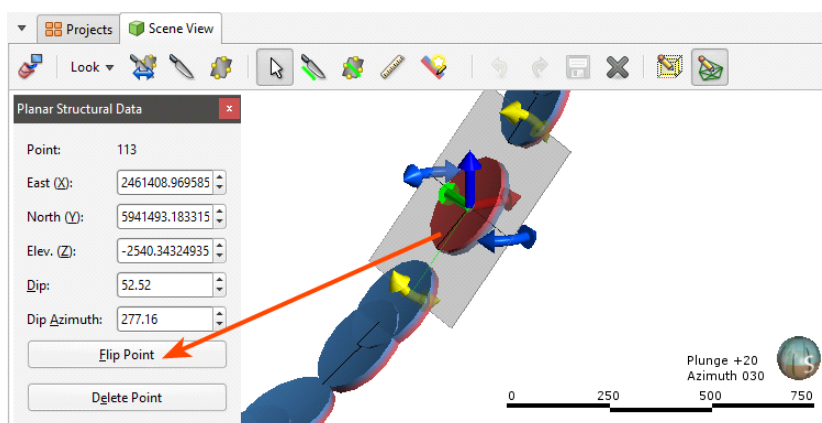 Projects Scene View
Look
Planar Structural Data x
Point: 113
East (X): 2461408.969585
North (Y): 5941493.183315
Elev. (Z): -2540.34324935
Dip: 52.52
Dip Azimuth: 277.16
Flip Point
Delete Point
Plunge +20
Azimuth 030
S
0 250 500 750